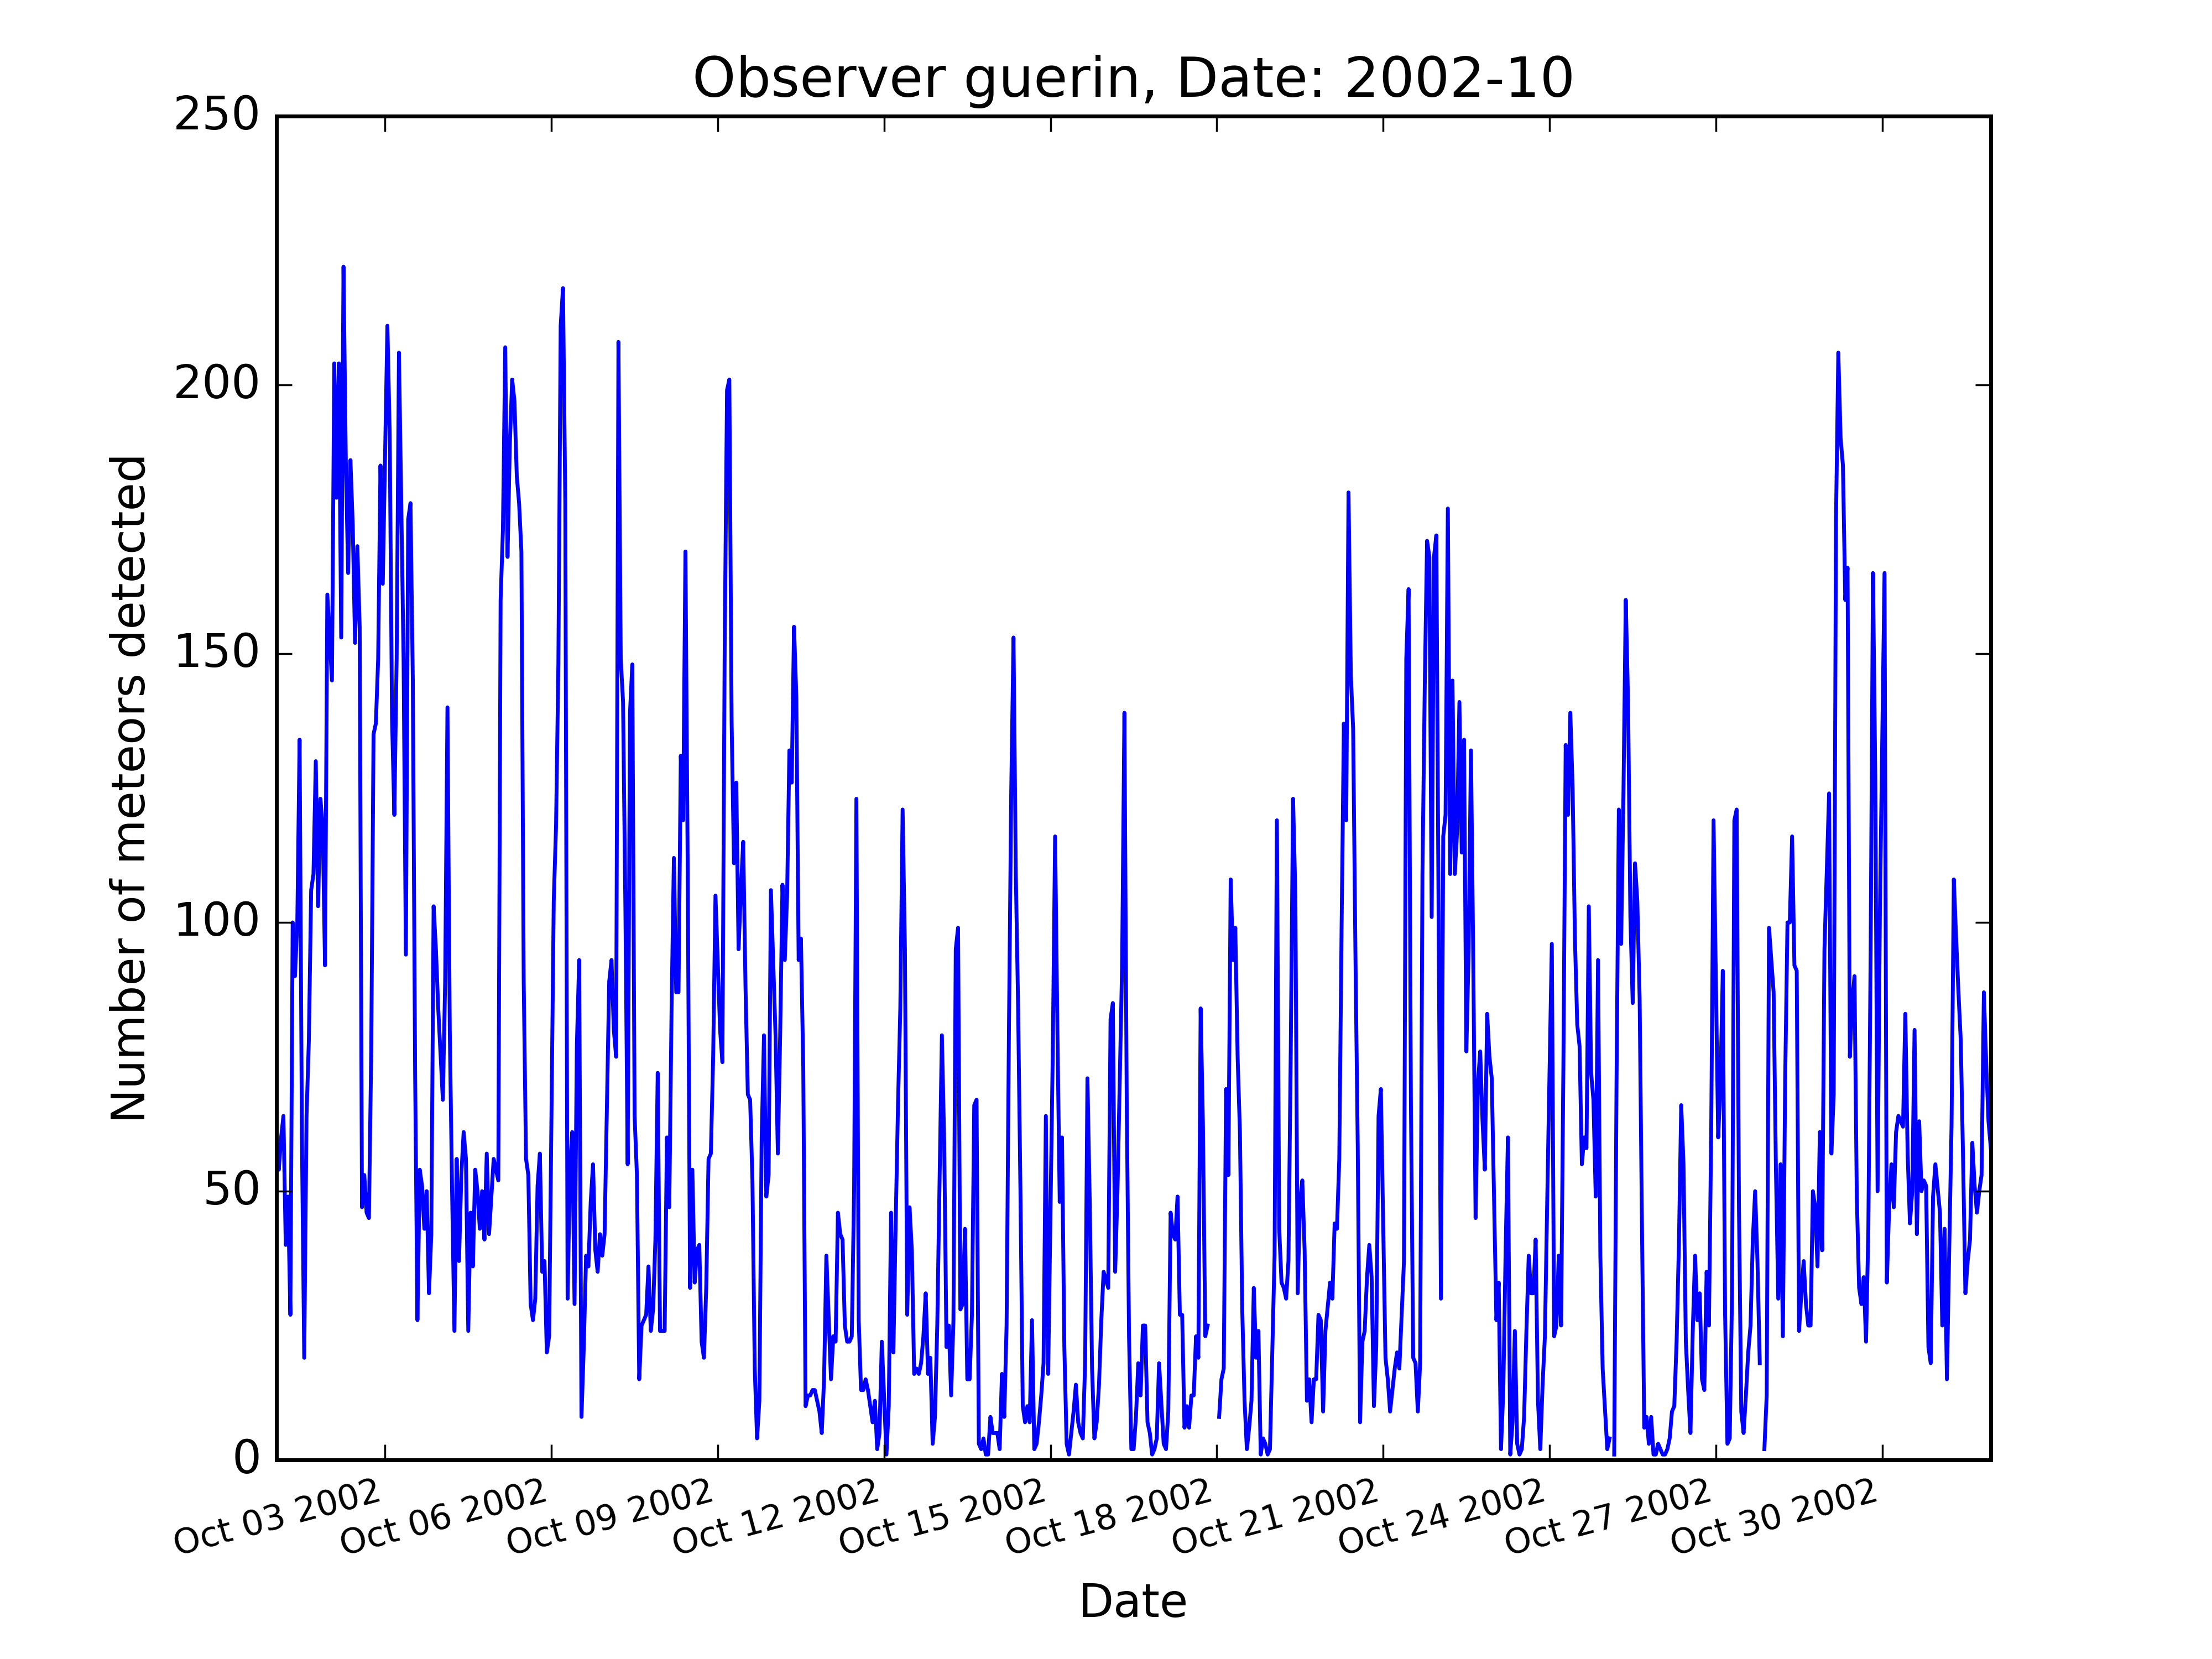 Observer guerin, Date: 2002-10
250
200
150
100
50
0
Number of meteors detected
Oct 03 2002
Oct 06 2002
Oct 09 2002
Oct 12 2002
Oct 15 2002
Oct 18 2002
Oct 21 2002
Oct 24 2002
Oct 27 2002
Oct 30 2002
Date